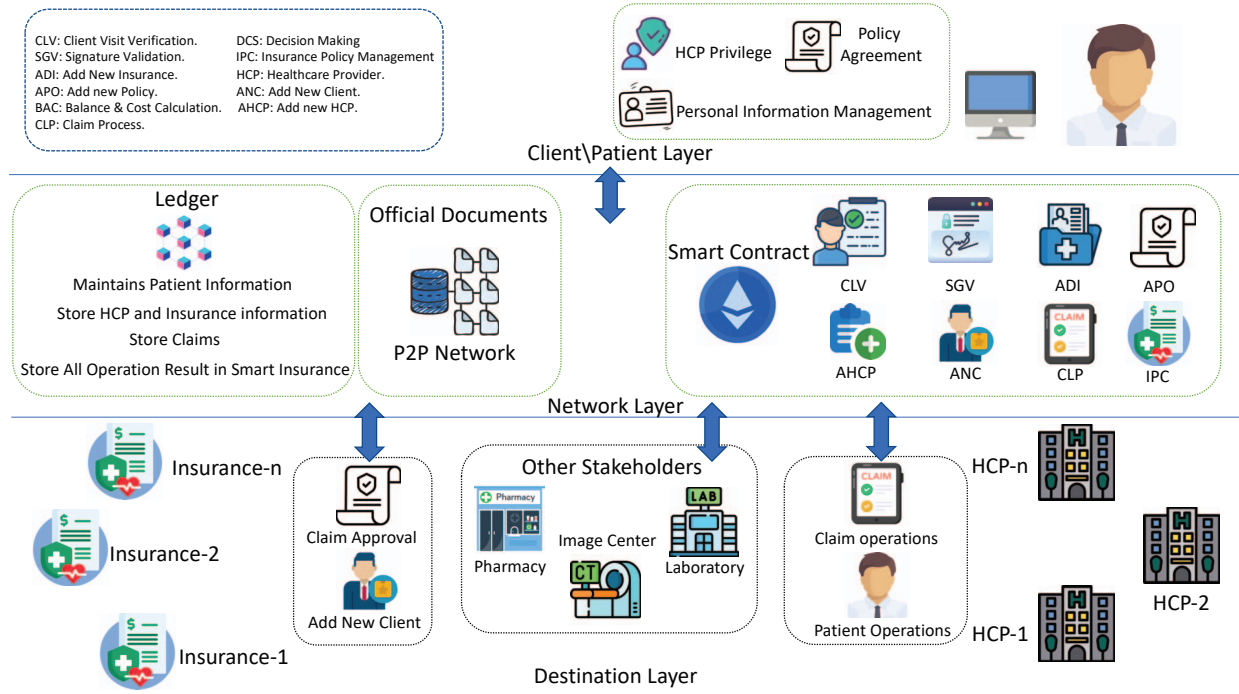 CLV: Client Visit Verification.
SGV: Signature Validation.
ADI: Add New Insurance.
APO: Add new Policy.
BAC: Balance & Cost Calculation.
CLP: Claim Process.
DCS: Decision Making
IPC: Insurance Policy Management
HCP: Healthcare Provider.
ANC: Add New Client.
AHCP: Add new HCP.
HCP Privilege
Policy
Agreement
Personal Information Management
Client\Patient Layer
Ledger
Maintains Patient Information
Store HCP and Insurance information
Store Claims
Store All Operation Result in Smart Insurance
Official Documents
P2P Network
Smart Contract
CLV
SGV
ADI
APO
AHCP
ANC
CLAIM
CLP
IPC
Network Layer
Insurance-n
Insurance-2
Insurance-1
Claim Approval
Add New Client
Other Stakeholders
Pharmacy
Pharmacy
Image Center
CT
LAB
Laboratory
CLAIM
Claim operations
Patient Operations
HCP-n
H
H
HCP-2
H
HCP-1
Destination Layer